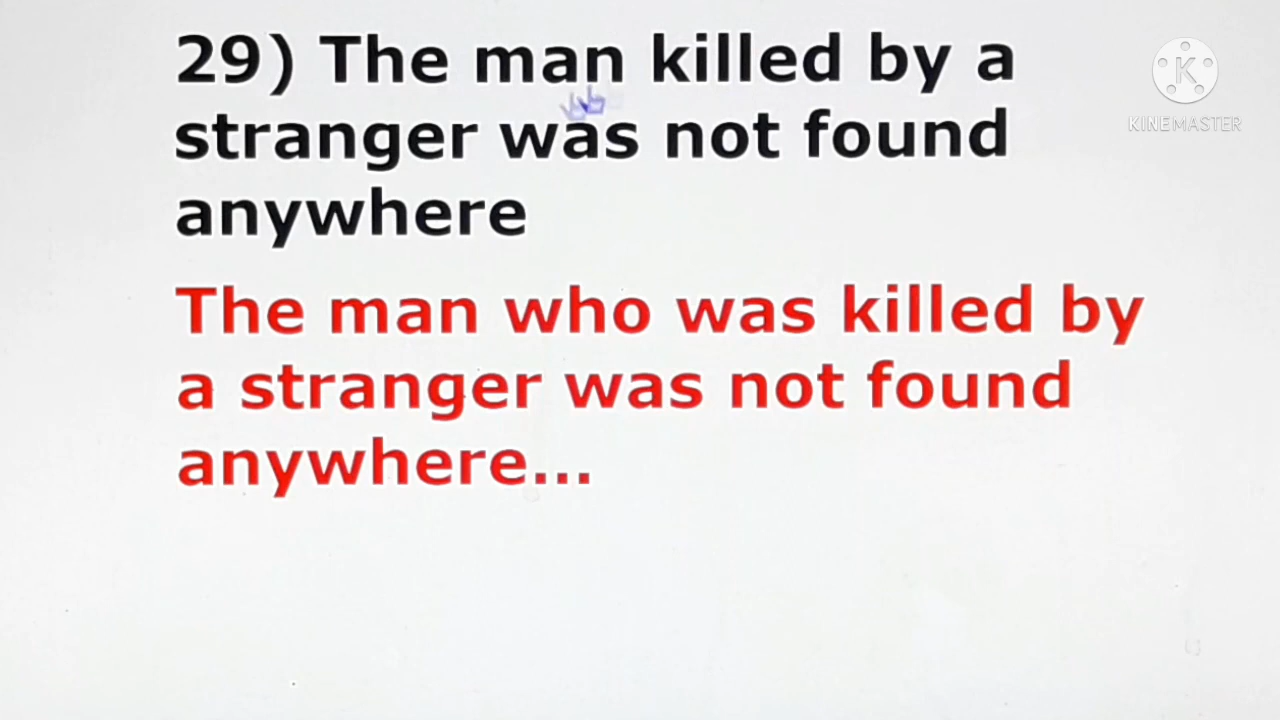 29) The man killed by a
stranger was not found
anywhere
The man who was killed by
a stranger was not found
anywhere...
K
KINEMASTER